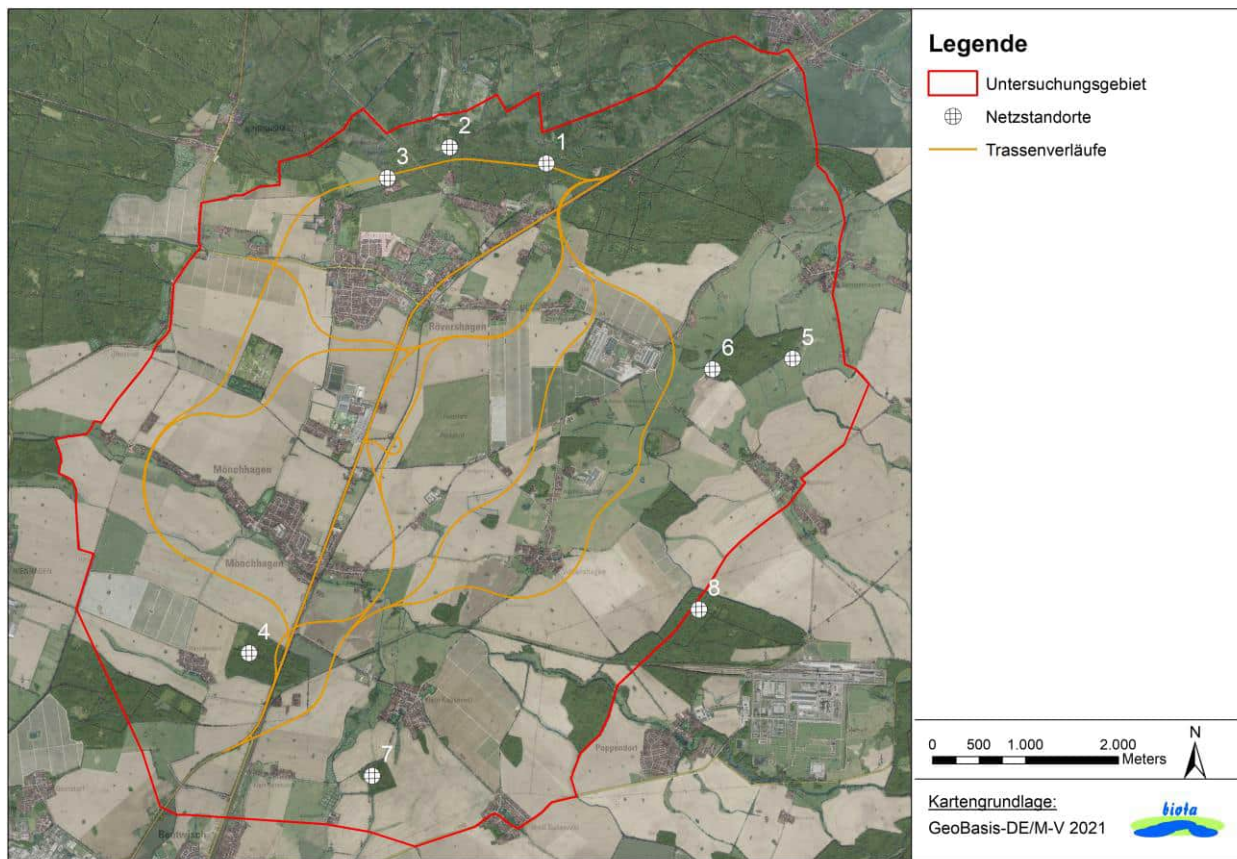 Legende
Untersuchungsgebiet
Netzstandorte
Trassenverläufe
2
1
3
Rövershagen
5
6
Mönchhagen
Mönchhagen
8
4
Poppendorf
7
Bentwisch
0 500 1.000 2.000
Meters
N
Kartengrundlage:
GeoBasis-DE/M-V 2021
biota